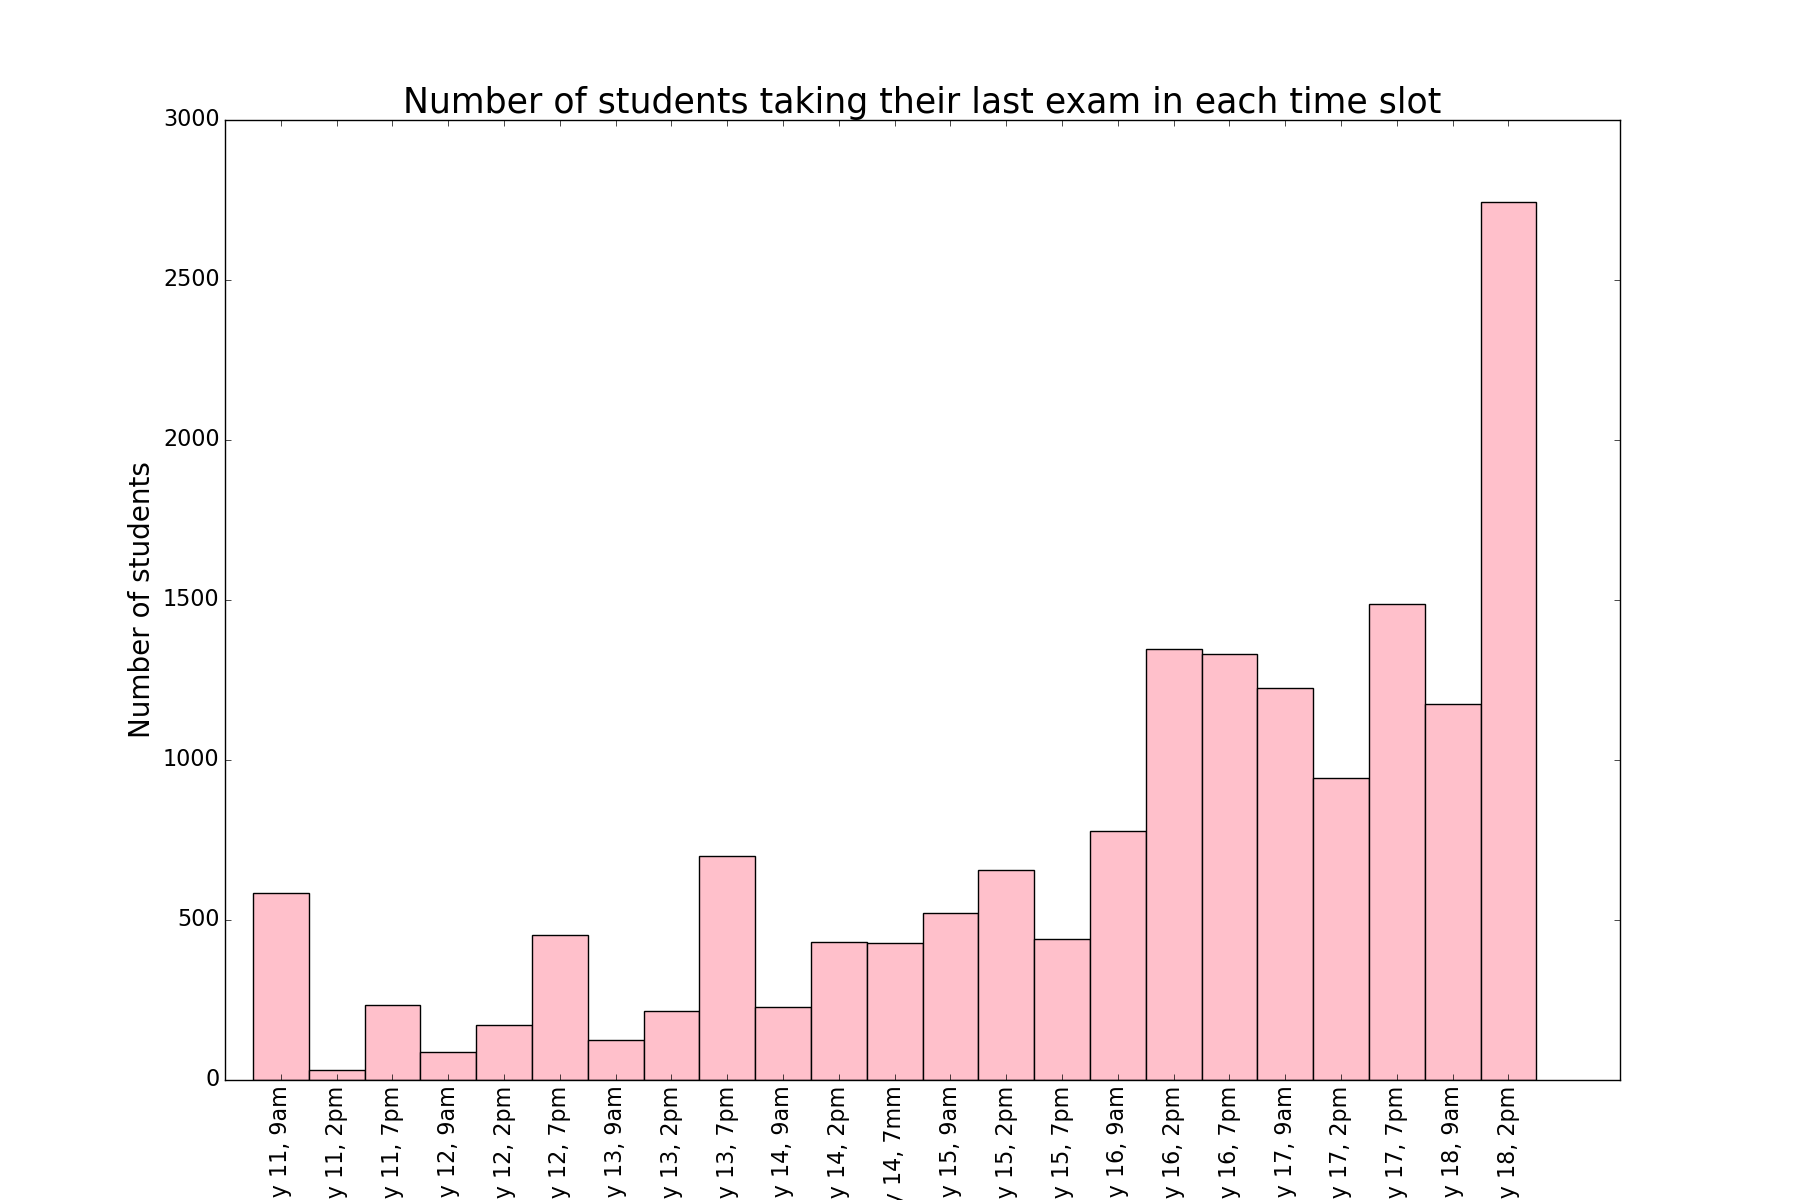 Number of students taking their last exam in each time slot
Number of students
3000
2500
2000
1500
1000
500
0
y 11, 9am
y 11, 2pm
y 11, 7pm
y 12, 9am
y 12, 2pm
y 12, 7pm
y 13, 9am
y 13, 2pm
y 13, 7pm
y 14, 9am
y 14, 2pm
y 14, 7mm
y 15, 9am
y 15, 2pm
y 15, 7pm
y 16, 9am
y 16, 2pm
y 16, 7pm
y 17, 9am
y 17, 2pm
y 17, 7pm
y 18, 9am
y 18, 2pm